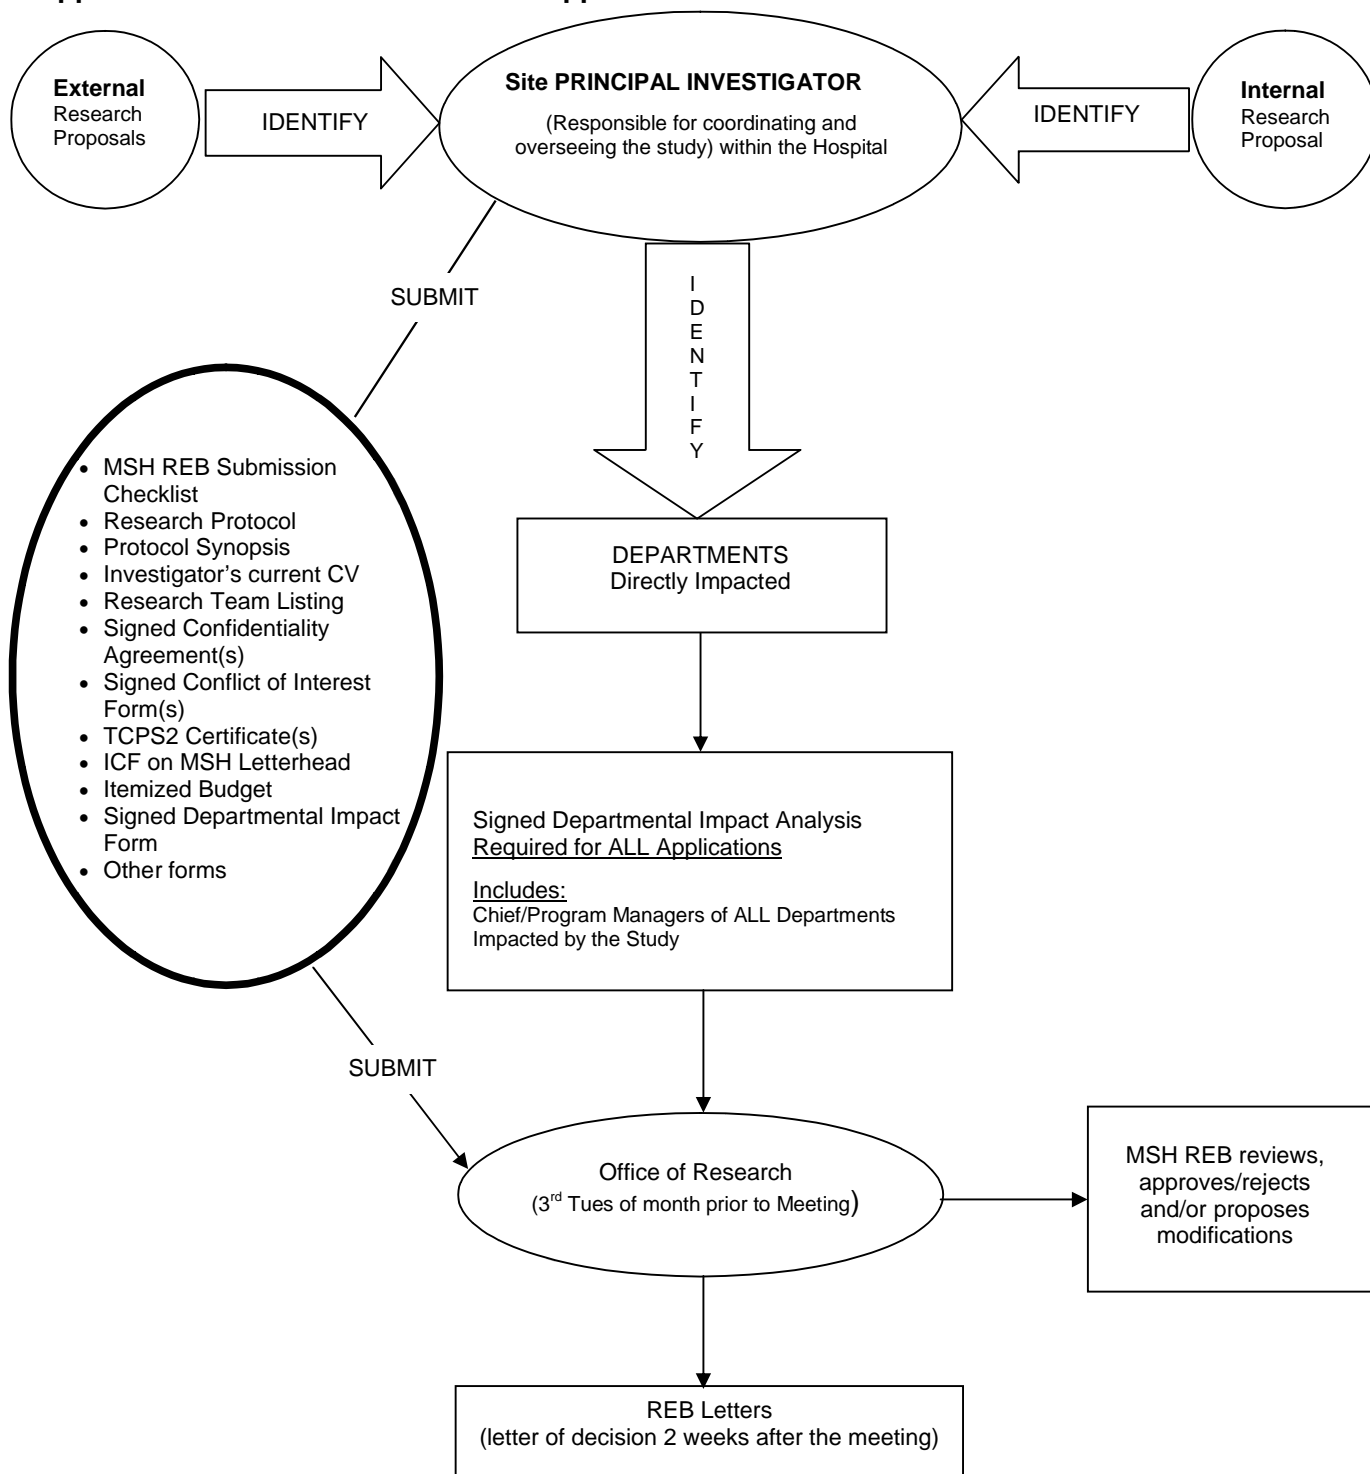 External
Research
Proposals
IDENTIFY
Site PRINCIPAL INVESTIGATOR
(Responsible for coordinating and
overseeing the study) within the Hospital
IDENTIFY
Internal
Research
Proposal
SUBMIT
I
D
E
N
T
I
F
Y
• MSH REB Submission
Checklist
• Research Protocol
• Protocol Synopsis
• Investigator’s current CV
• Research Team Listing
• Signed Confidentiality
Agreement(s)
• Signed Conflict of Interest
Form(s)
• TCPS2 Certificate(s)
• ICF on MSH Letterhead
• Itemized Budget
• Signed Departmental Impact
Form
• Other forms
DEPARTMENTS
Directly Impacted
Signed Departmental Impact Analysis
Required for ALL Applications
Includes:
Chief/Program Managers of ALL Departments
Impacted by the Study
SUBMIT
Office of Research
(3rd Tues of month prior to Meeting)
MSH REB reviews,
approves/rejects
and/or proposes
modifications
REB Letters
(letter of decision 2 weeks after the meeting)